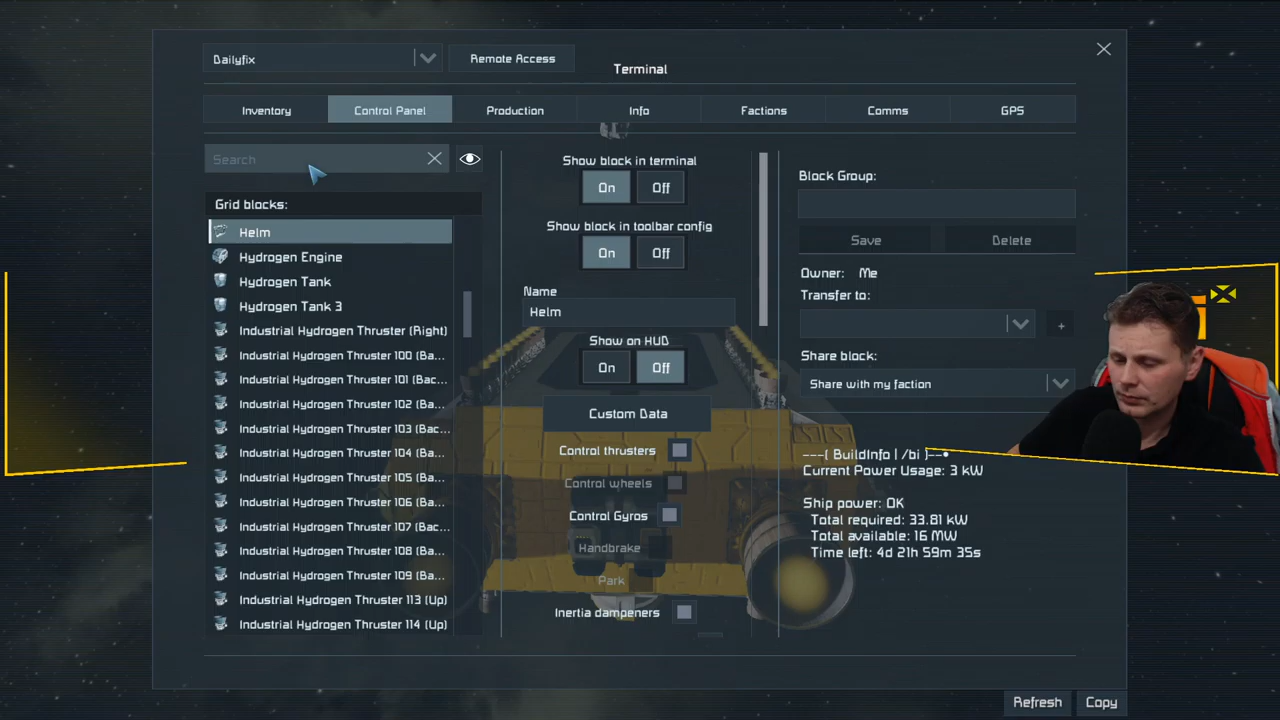 Dailyfix
Remote Access
Terminal
Inventory
Control Panel
Production
Info
Factions
Comms
GPS
Search
Grid blocks:
Helm
Hydrogen Engine
Hydrogen Tank
Hydrogen Tank 3
Industrial Hydrogen Thruster (Right)
Industrial Hydrogen Thruster 100 (Ba...
Industrial Hydrogen Thruster 101 (Bac...
Industrial Hydrogen Thruster 102 (Ba...
Industrial Hydrogen Thruster 103 (Bac...
Industrial Hydrogen Thruster 104 (Ba...
Industrial Hydrogen Thruster 105 (Ba...
Industrial Hydrogen Thruster 106 (Ba...
Industrial Hydrogen Thruster 107 (Bac...
Industrial Hydrogen Thruster 108 (Ba...
Industrial Hydrogen Thruster 109 (Ba...
Industrial Hydrogen Thruster 113 (Up)
Industrial Hydrogen Thruster 114 (Up)
Show block in terminal
On Off
Show block in toolbar config
On Off
Name
Helm
Show on HUD
On Off
Custom Data
Control thrusters
Control wheels
Control Gyros
Handbrake
Park
Inertia dampeners
Block Group:
Save Delete
Owner: Me
Transfer to:
+
Share block:
Share with my faction
---{ BuildInfo | /bi }---•
Current Power Usage: 3 kW
Ship power: OK
Total required: 33.81 kW
Total available: 16 MW
Time left: 4d 21h 59m 35s
Refresh
Copy